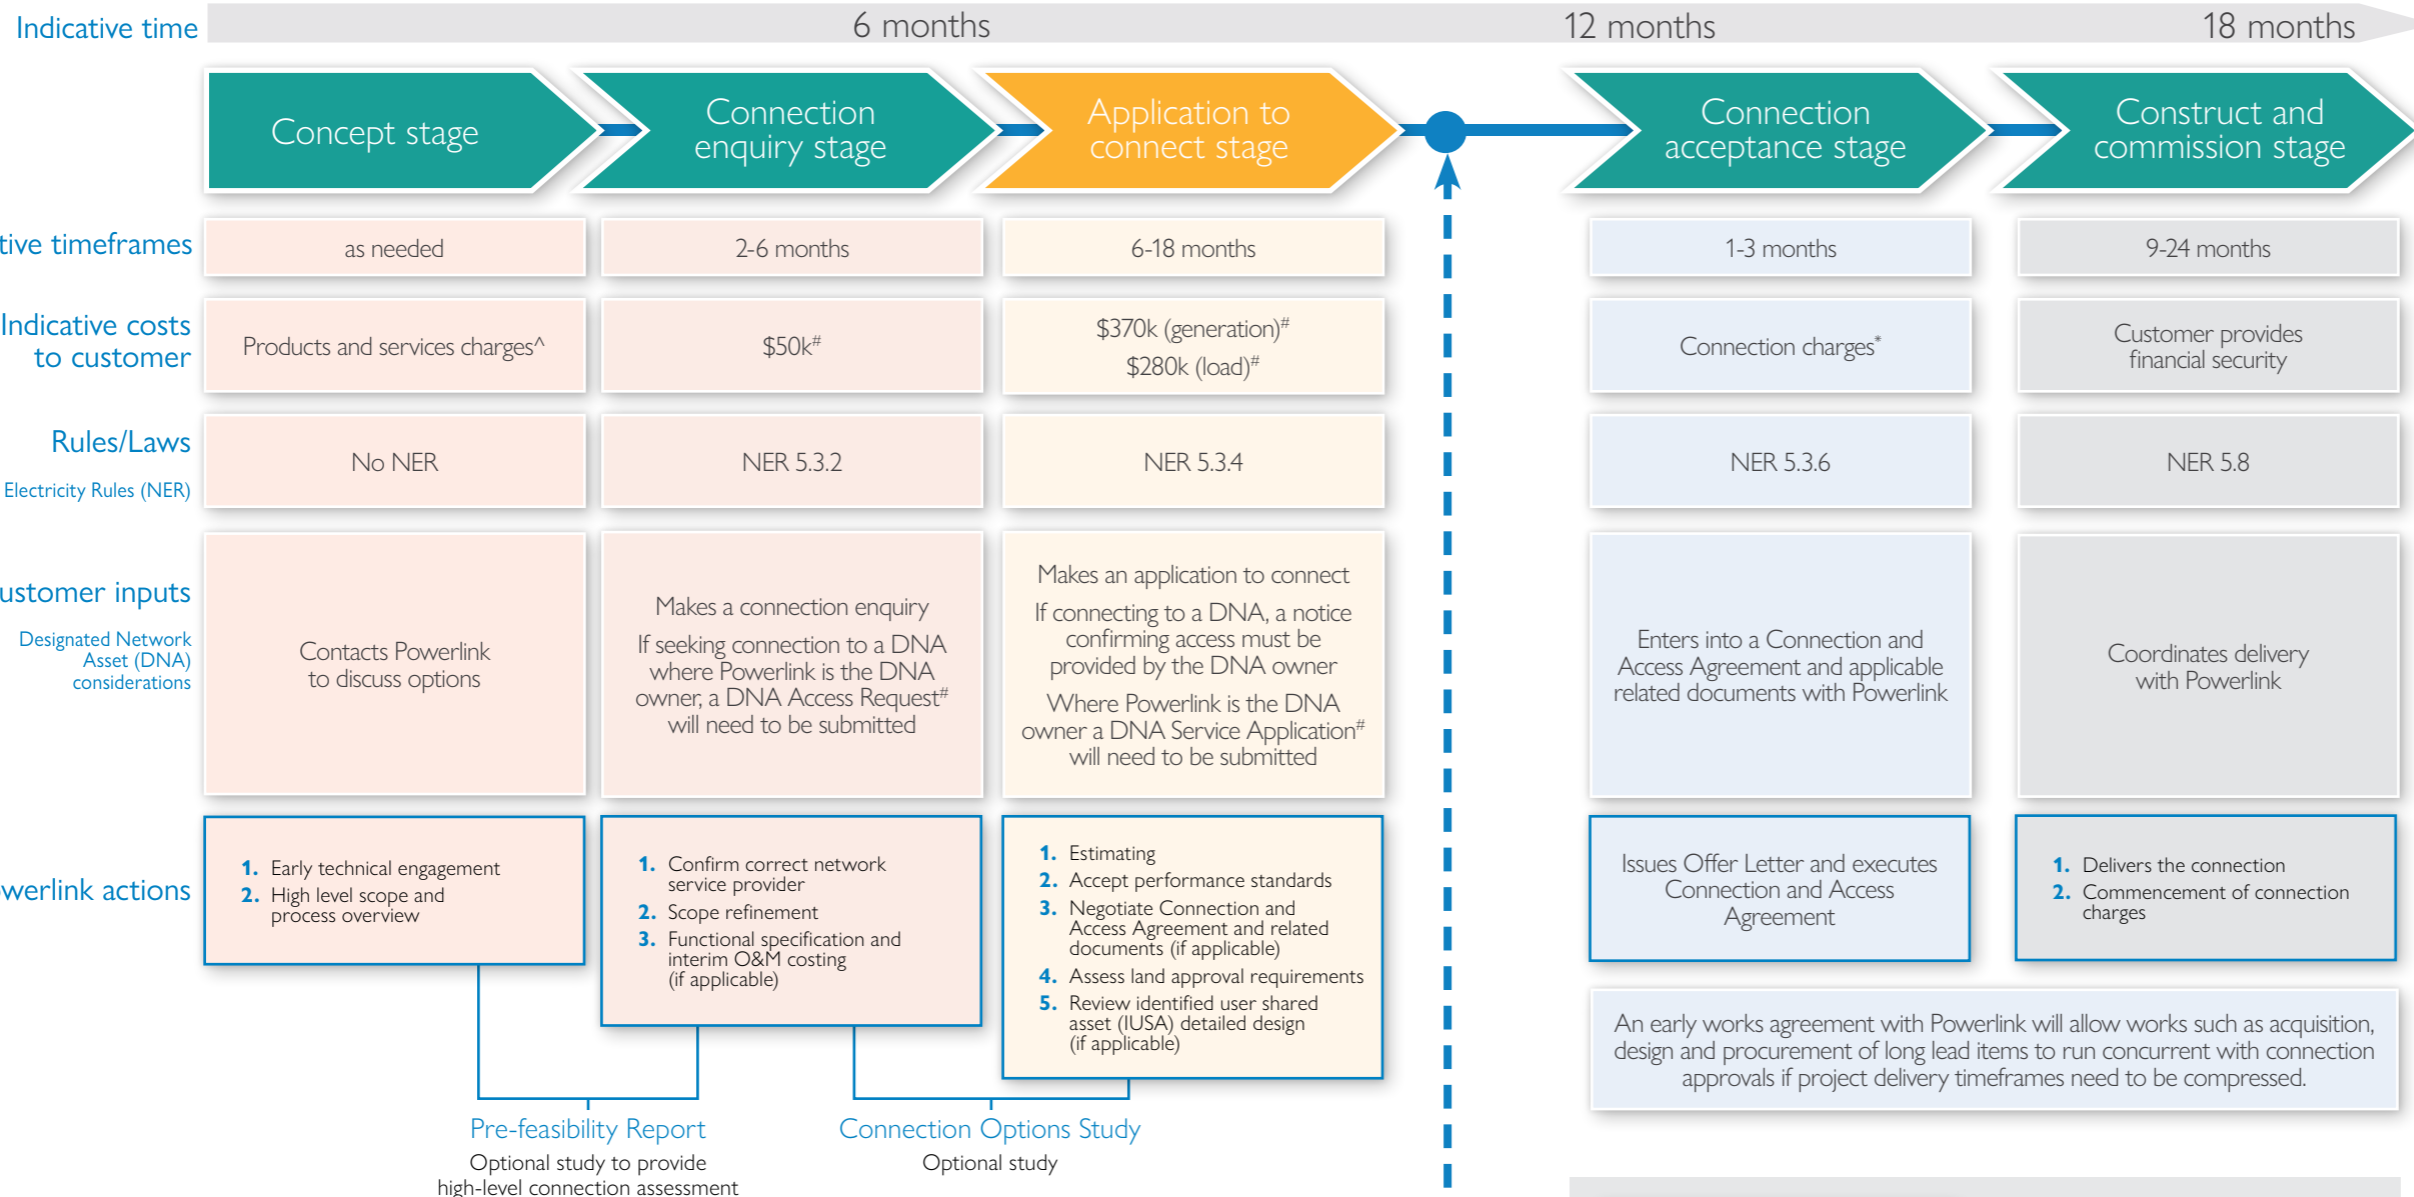 Indicative time
6 months
12 months
18 months
Concept stage
Connection
enquiry stage
Application to
connect stage
Connection
acceptance stage
Construct and
commission stage
tive timeframes
as needed
2-6 months
6-18 months
1-3 months
9-24 months
Indicative costs
to customer
Products and services charges^
$50k#
$370k (generation)#
$280k (load)#
Connection charges*
Customer provides
financial security
Rules/Laws
Electricity Rules (NER)
No NER
NER 5.3.2
NER 5.3.4
NER 5.3.6
NER 5.8
ustomer inputs
Designated Network
Asset (DNA)
considerations
Contacts Powerlink
to discuss options
Makes a connection enquiry
If seeking connection to a DNA
where Powerlink is the DNA
owner, a DNA Access Request#
will need to be submitted
Makes an application to connect
If connecting to a DNA, a notice
confirming access must be
provided by the DNA owner
Where Powerlink is the DNA
owner a DNA Service Application#
will need to be submitted
Enters into a Connection and
Access Agreement and applicable
related documents with Powerlink
Coordinates delivery
with Powerlink
werlink actions
1. Early technical engagement
2. High level scope and
process overview
1. Confirm correct network
service provider
2. Scope refinement
3. Functional specification and
interim O&M costing
(if applicable)
1. Estimating
2. Accept performance standards
3. Negotiate Connection and
Access Agreement and related
documents (if applicable)
4. Assess land approval requirements
5. Review identified user shared
asset (IUSA) detailed design
(if applicable)
Issues Offer Letter and executes
Connection and Access
Agreement
1. Delivers the connection
2. Commencement of connection
charges
An early works agreement with Powerlink will allow works such as acquisition,
design and procurement of long lead items to run concurrent with connection
approvals if project delivery timeframes need to be compressed.
Pre-feasibility Report
Optional study to provide
high-level connection assessment
Connection Options Study
Optional study